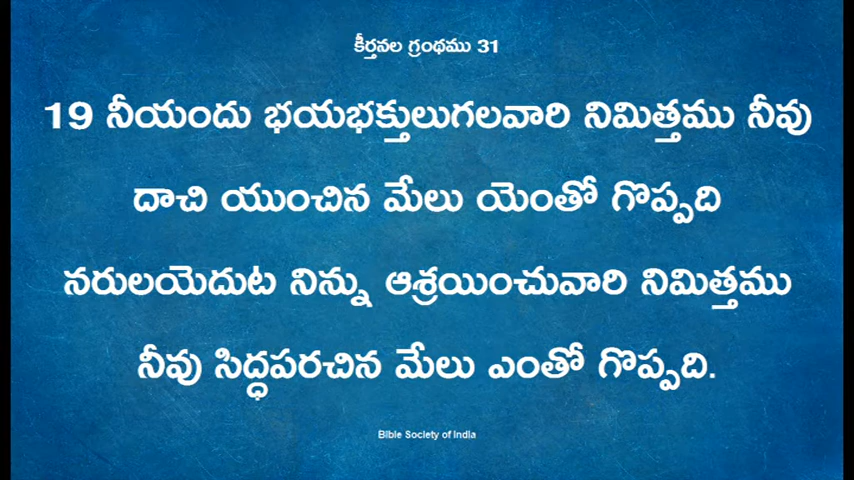 కీర్తనల గ్రంథము 31
19 నీయందు భయభక్తులుగలవారి నిమిత్తము నీవు
దాచి యుంచిన మేలు యెంతో గొప్పది
నరులయెదుట నిన్ను ఆశ్రయించువారి నిమిత్తము
నీవు సిద్ధపరచిన మేలు ఎంతో గొప్పది.
Bible Society of India